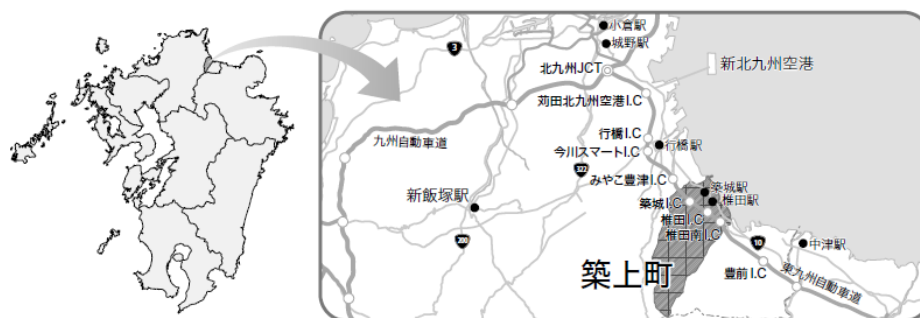 小倉駅
城野駅
3
北九州JCT
新北九州空港
苅田北九州空港I.C
九州自動車道
行橋I.C
行橋駅
今川スマートI.C
322
みやこ豊津I.C
築城駅
新飯塚駅
築城I.C
椎田駅
椎田I.C
椎田南I.C
200
10
中津駅
築上町
豊前I.C
東九州自動車道